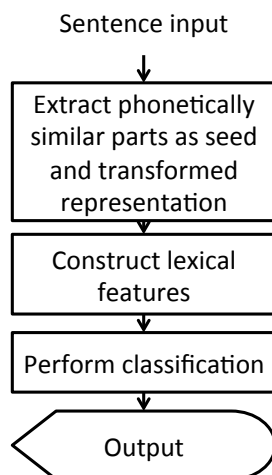 Sentence input
Extract phonetically
similar parts as seed
and transformed
representation
Construct lexical
features
Perform classification
Output